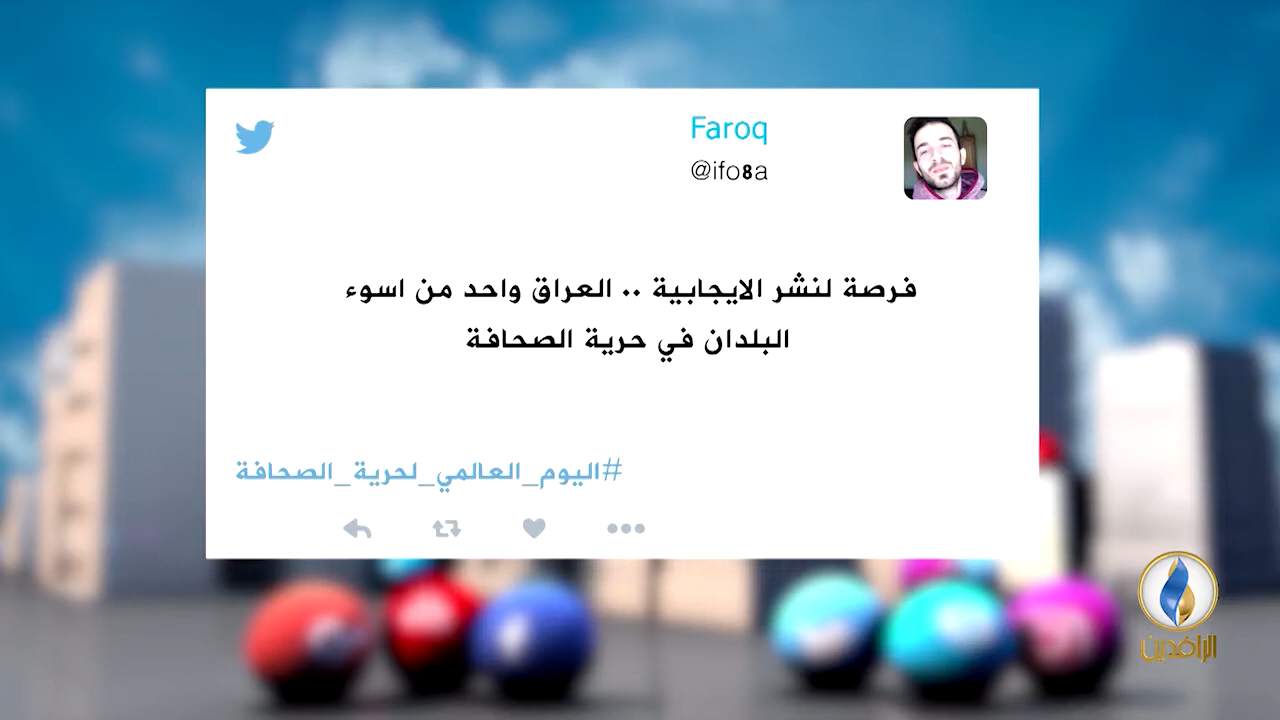 Faroq
@ifo8a
فرصة لنشر الايجابية .. العراق واحد من اسوء
البلدان في حرية الصحافة
#اليوم_العالمي_لحرية_الصحافة
الرافدين